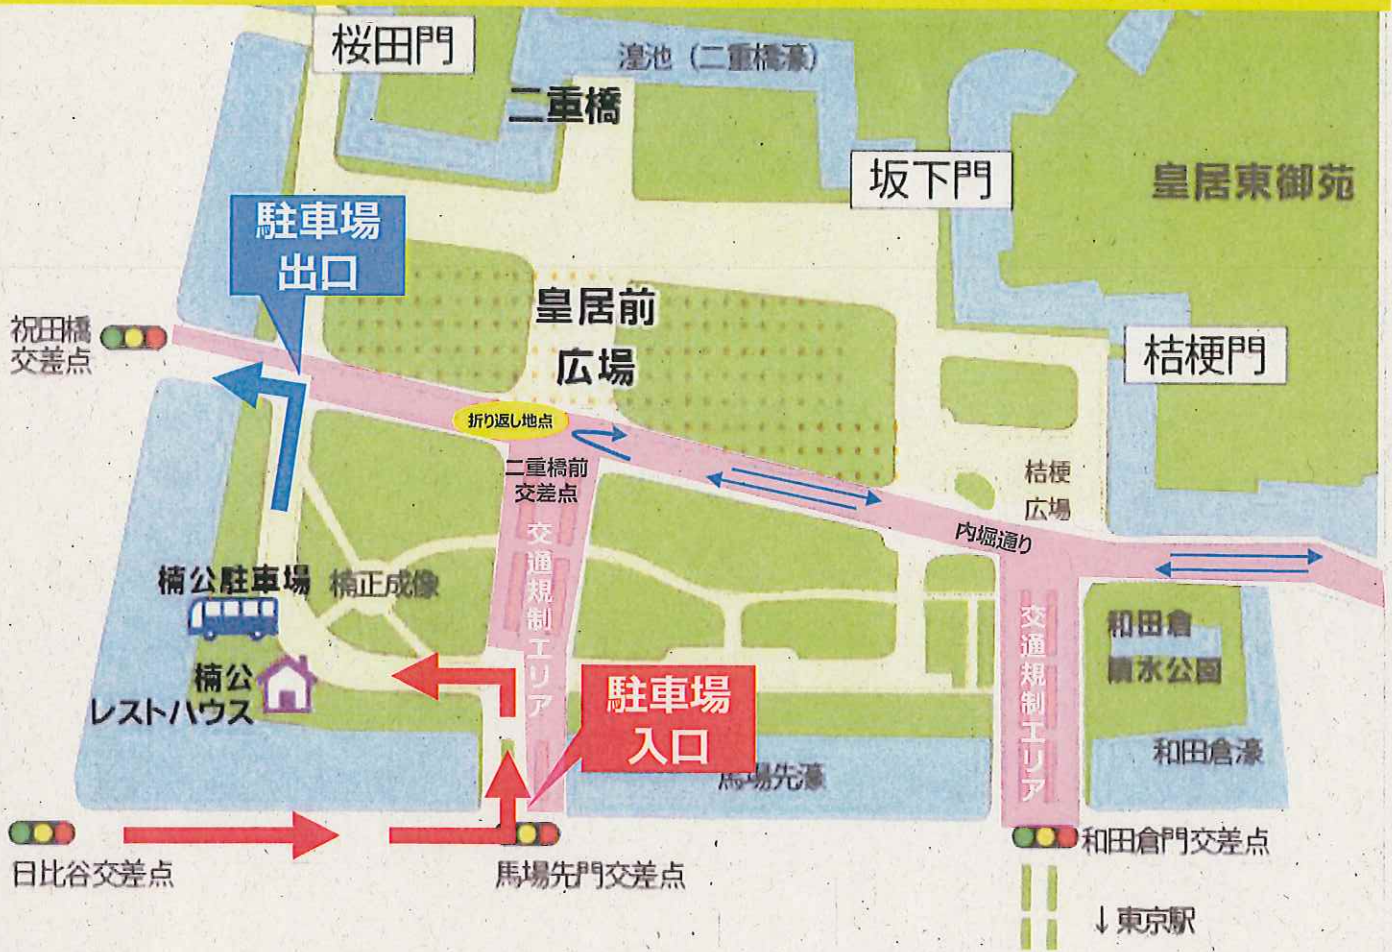 桜田門
湟池（二重橋濠）
二重橋
坂下門
皇居東御苑
駐車場
出口
皇居前
広場
祝田橋
交差点
桔梗門
折り返し地点
二重橋前
交差点
桔梗
広場
内堀通り
交通規制エリア
楠公駐車場
楠正成像
交通規制エリア
和田倉
噴水公園
楠公
レストハウス
駐車場
入口
馬場先濠
和田倉濠
日比谷交差点
馬場先門交差点
和田倉門交差点
↓東京駅